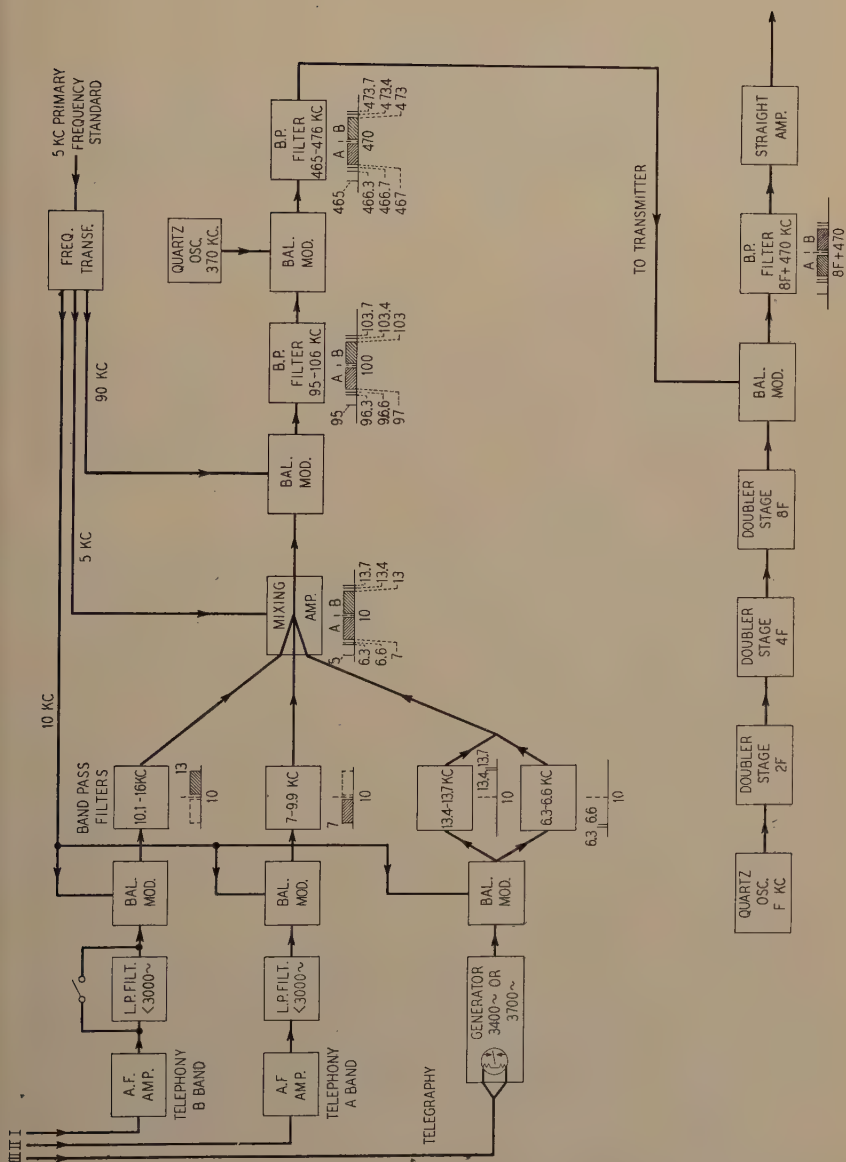 5 KC PRIMARY
FREQUENCY
STANDARD
FREQ.
TRANSF.
10 KC
5 KC
90 KC
I
II
III
A.F.
AMP.
TELEPHONY
B BAND
L.P. FILT.
<3000~
BAL.
MOD.
BAND PASS
FILTERS
10,1-16KC
13
10
A.F
AMP.
TELEPHONY
A BAND
L.P. FILT.
<3000~
BAL.
MOD.
7-9.9 KC
7
10
TELEGRAPHY
GENERATOR
3400~ OR
3700~
BAL.
MOD.
13,4-13,7 KC
13,4 13,7
10
6.3-6.6 KC
6.3 6.6
10
MIXING
AMP.
A B
5 10 13.7
6.3 13.4
6.6 13
7
BAL.
MOD.
B.P.
FILTER
95-106 KC
A B
95 100 103.7
96.3 103.4
96.6 103
97
QUARTZ
OSC.
370 KC.
BAL.
MOD.
B.P.
FILTER
465-476 KC
A B
465 470 473.7
466.3 473.4
466.7 473
467
TO TRANSMITTER
QUARTZ
OSC.
F KC
DOUBLER
STAGE
2F
DOUBLER
STAGE
4F
DOUBLER
STAGE
8F
BAL.
MOD.
B.P.
FILTER
8F+470 KC
A B
8F+470
STRAIGHT
AMP.